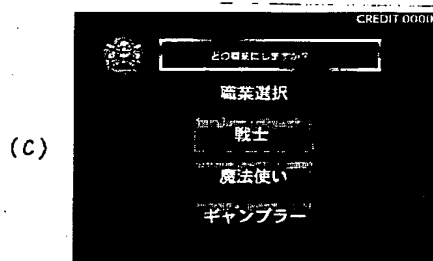 CREDIT 0000
どの職業にしますか?
職業選択
(C)
戦士
魔法使い
ギャンブラー